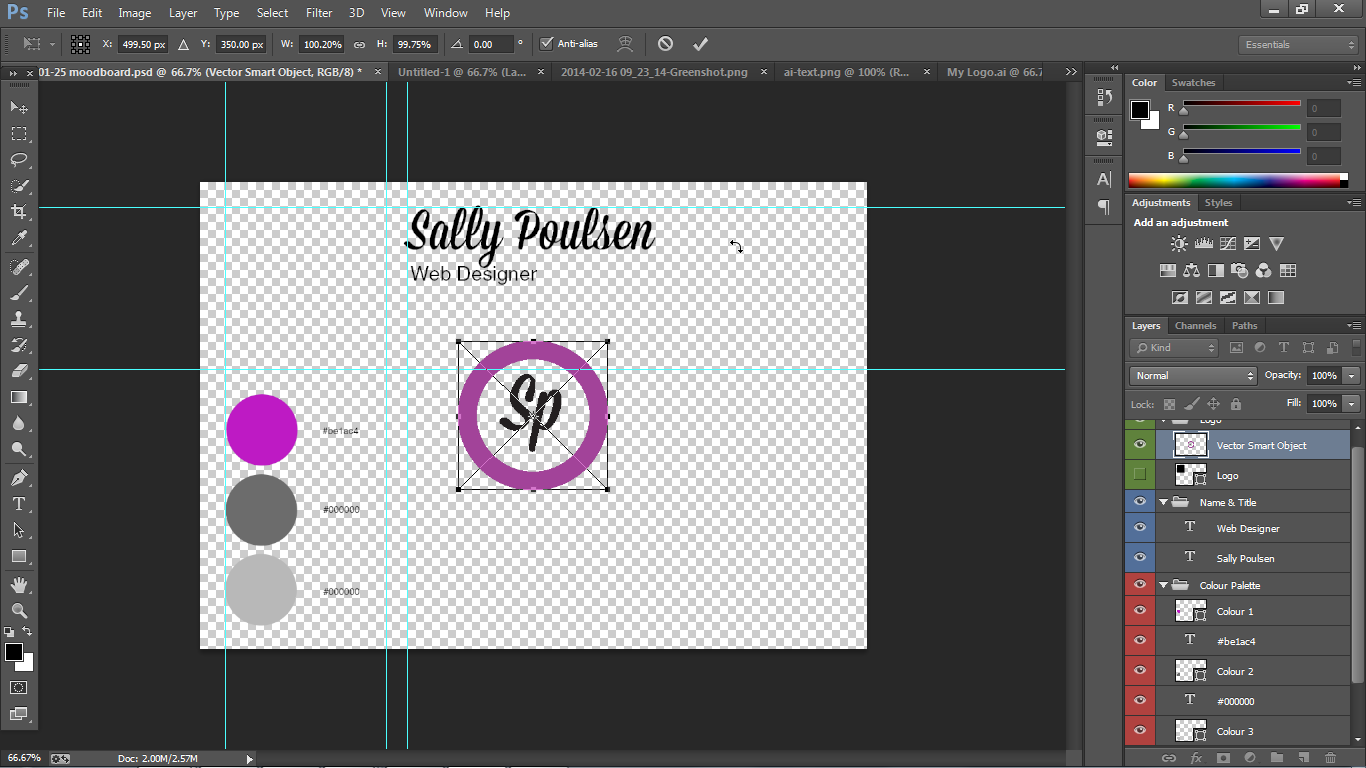 Ps File Edit Image Layer Type Select Filter 3D View Window Help
X: 499.50 px Y: 350.00 px W: 100.20% H: 99.75% 0.00 ° Anti-alias Essentials
01-25 moodboard.psd @ 66.7% (Vector Smart Object, RGB/8) * × Untitled-1 @ 66.7% (La... × 2014-02-16 09_23_14-Greenshot.png × ai-text.png @ 100% (R... × My Logo.ai @ 66.7
Color Swatches
R 0
G 0
B 0
Adjustments Styles
Add an adjustment
Layers Channels Paths
Kind
Normal Opacity: 100%
Lock: Fill: 100%
Logo
Vector Smart Object
Logo
Name & Title
Web Designer
Sally Poulsen
Colour Palette
Colour 1
#be1ac4
Colour 2
#000000
Colour 3
Sally Poulsen
Web Designer
Sp
#be1ac4
#000000
#000000
66.67% Doc: 2.00M/2.57M